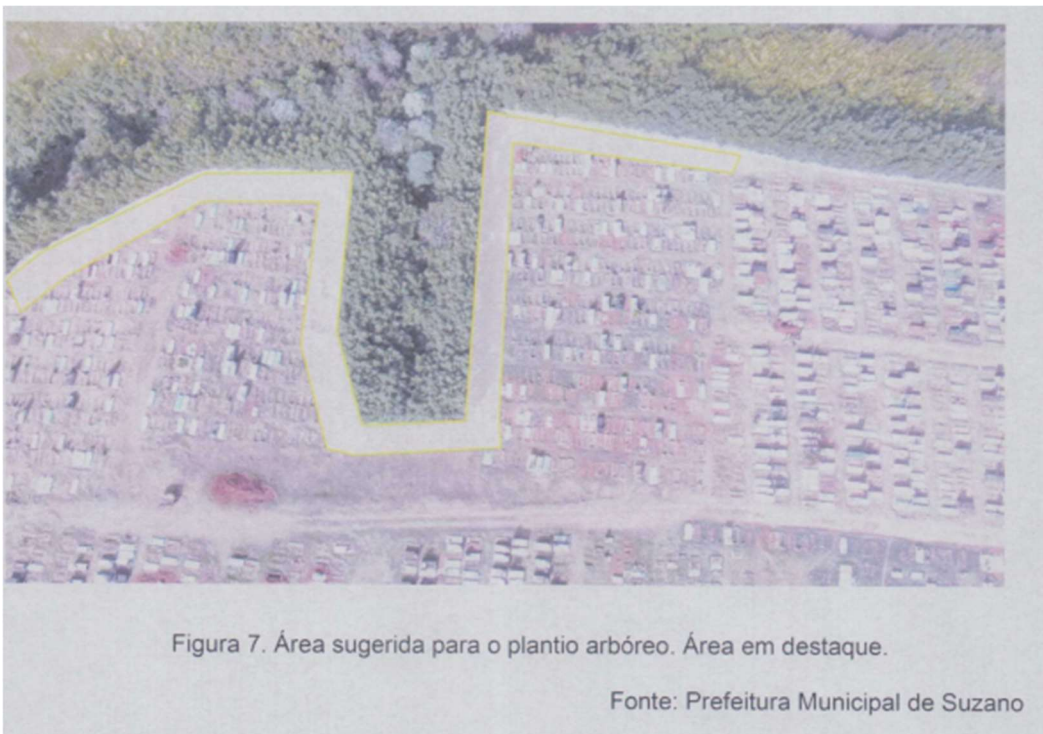 Figura 7. Área sugerida para o plantio arbóreo. Área em destaque.
Fonte: Prefeitura Municipal de Suzano